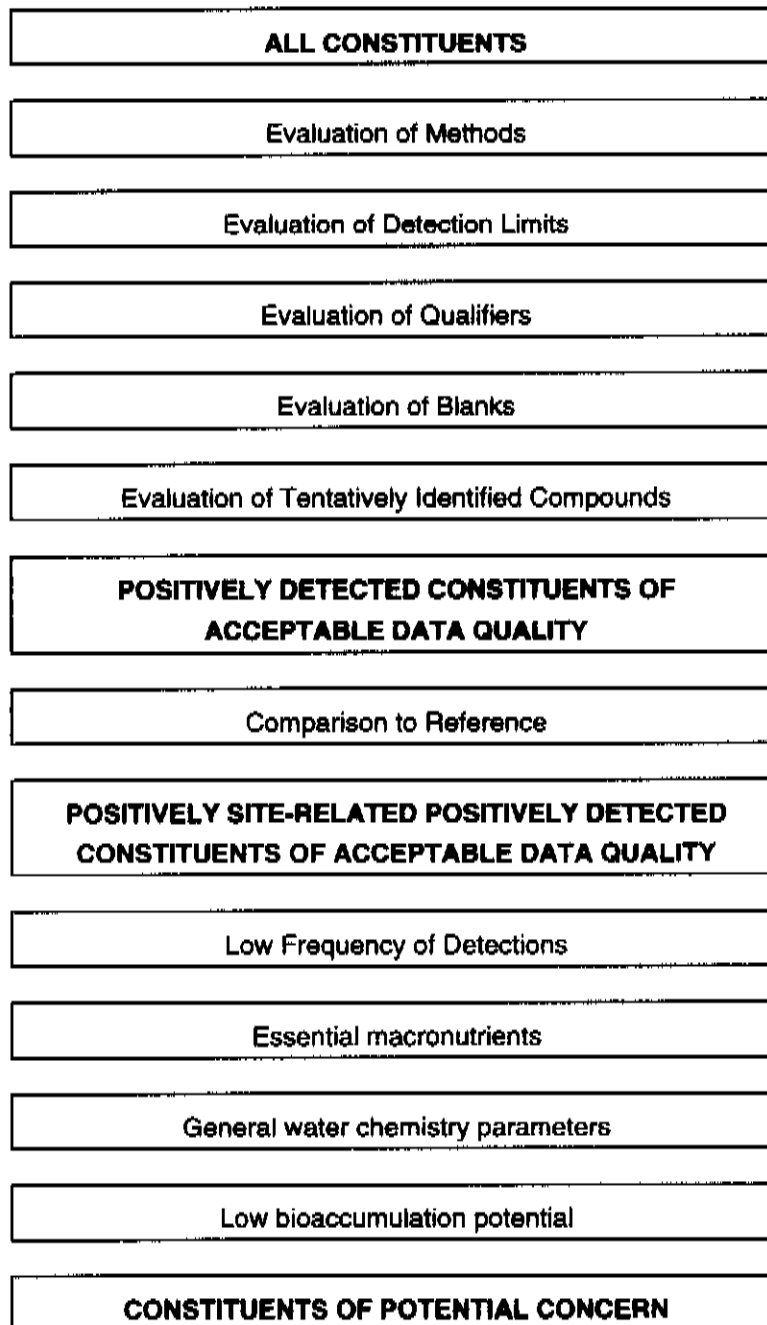 ALL CONSTITUENTS
Evaluation of Methods
Evaluation of Detection Limits
Evaluation of Qualifiers
Evaluation of Blanks
Evaluation of Tentatively Identified Compounds
POSITIVELY DETECTED CONSTITUENTS OF
ACCEPTABLE DATA QUALITY
Comparison to Reference
POSITIVELY SITE-RELATED POSITIVELY DETECTED
CONSTITUENTS OF ACCEPTABLE DATA QUALITY
Low Frequency of Detections
Essential macronutrients
General water chemistry parameters
Low bioaccumulation potential
CONSTITUENTS OF POTENTIAL CONCERN